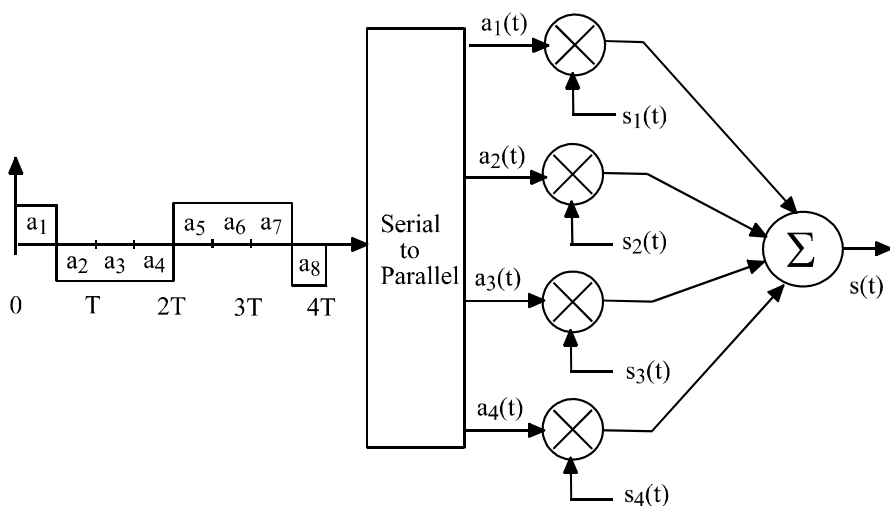 a1(t)
s1(t)
a2(t)
s2(t)
a1
a2 a3 a4
a5 a6 a7
a8
0 T 2T 3T 4T
Serial
to
Parallel
a3(t)
s3(t)
a4(t)
s4(t)
Σ
s(t)